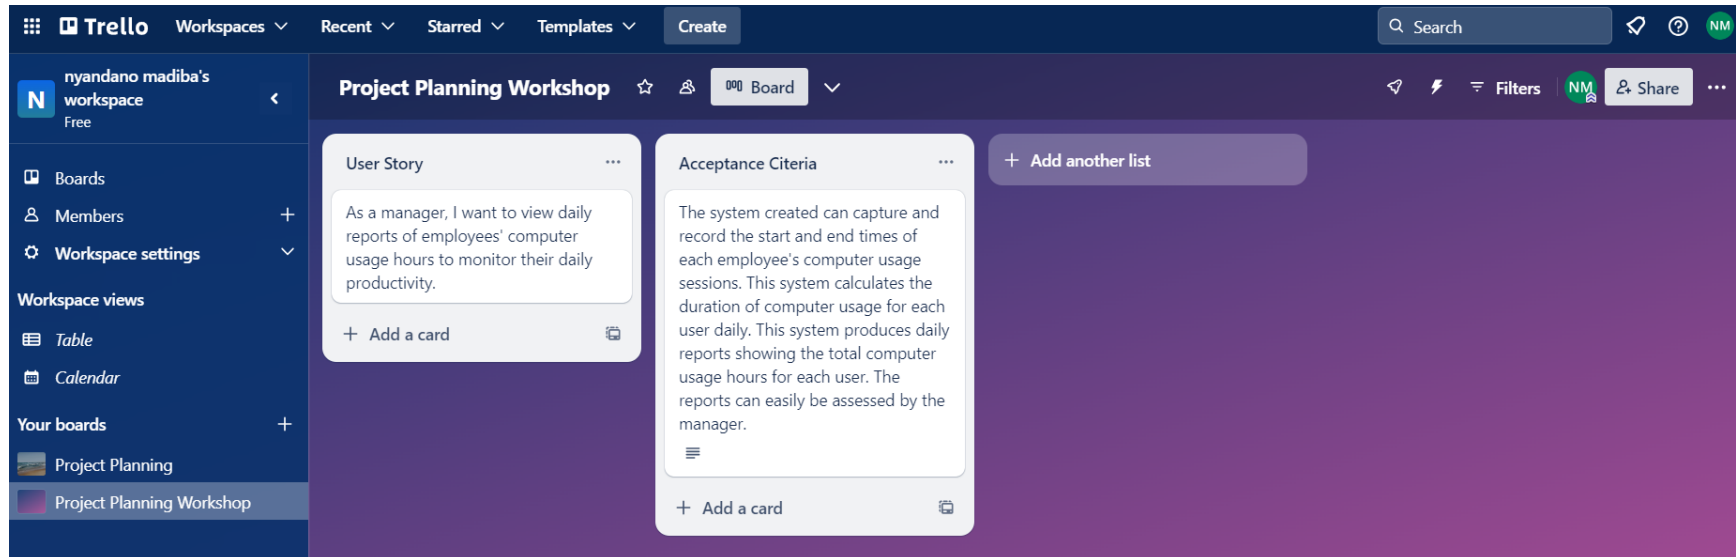 Trello
Workspaces
Recent
Starred
Templates
Create
Search
NM
N
nyandano madiba's
workspace
Free
Project Planning Workshop
Board
Filters
NM
Share
Boards
Members
Workspace settings
Workspace views
Table
Calendar
Your boards
Project Planning
Project Planning Workshop
User Story
As a manager, I want to view daily
reports of employees' computer
usage hours to monitor their daily
productivity.
Add a card
Acceptance Citeria
The system created can capture and
record the start and end times of
each employee's computer usage
sessions. This system calculates the
duration of computer usage for each
user daily. This system produces daily
reports showing the total computer
usage hours for each user. The
reports can easily be assessed by the
manager.
Add a card
Add another list